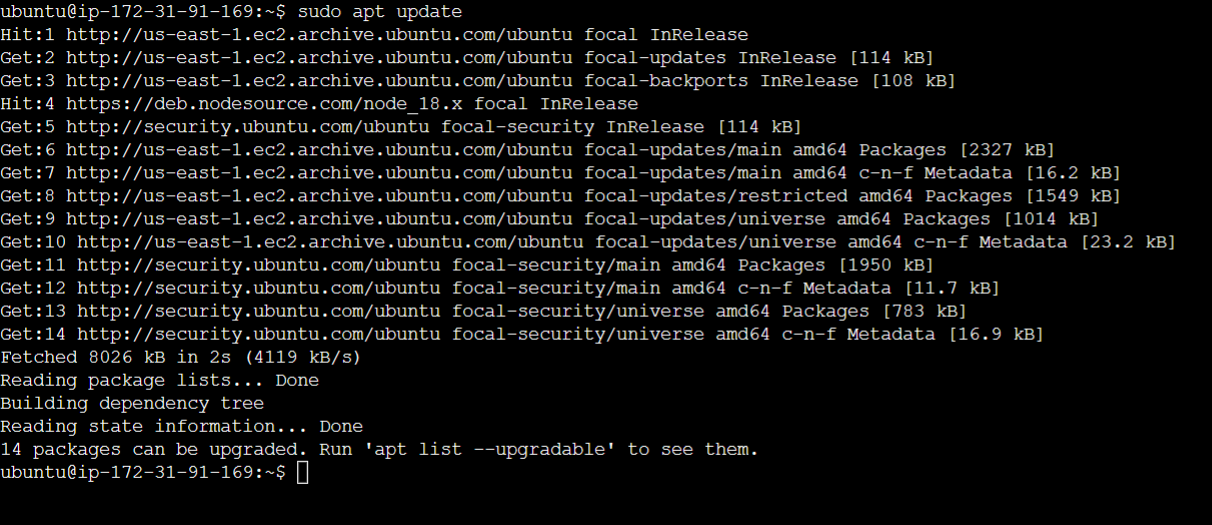 ubuntu@ip-172-31-91-169:~$ sudo apt update
Hit:1 http://us-east-1.ec2.archive.ubuntu.com/ubuntu focal InRelease
Get:2 http://us-east-1.ec2.archive.ubuntu.com/ubuntu focal-updates InRelease [114 kB]
Get:3 http://us-east-1.ec2.archive.ubuntu.com/ubuntu focal-backports InRelease [108 kB]
Hit:4 https://deb.nodesource.com/node_18.x focal InRelease
Get:5 http://security.ubuntu.com/ubuntu focal-security InRelease [114 kB]
Get:6 http://us-east-1.ec2.archive.ubuntu.com/ubuntu focal-updates/main amd64 Packages [2327 kB]
Get:7 http://us-east-1.ec2.archive.ubuntu.com/ubuntu focal-updates/main amd64 c-n-f Metadata [16.2 kB]
Get:8 http://us-east-1.ec2.archive.ubuntu.com/ubuntu focal-updates/restricted amd64 Packages [1549 kB]
Get:9 http://us-east-1.ec2.archive.ubuntu.com/ubuntu focal-updates/universe amd64 Packages [1014 kB]
Get:10 http://us-east-1.ec2.archive.ubuntu.com/ubuntu focal-updates/universe amd64 c-n-f Metadata [23.2 kB]
Get:11 http://security.ubuntu.com/ubuntu focal-security/main amd64 Packages [1950 kB]
Get:12 http://security.ubuntu.com/ubuntu focal-security/main amd64 c-n-f Metadata [11.7 kB]
Get:13 http://security.ubuntu.com/ubuntu focal-security/universe amd64 Packages [783 kB]
Get:14 http://security.ubuntu.com/ubuntu focal-security/universe amd64 c-n-f Metadata [16.9 kB]
Fetched 8026 kB in 2s (4119 kB/s)
Reading package lists... Done
Building dependency tree
Reading state information... Done
14 packages can be upgraded. Run 'apt list --upgradable' to see them.
ubuntu@ip-172-31-91-169:~$